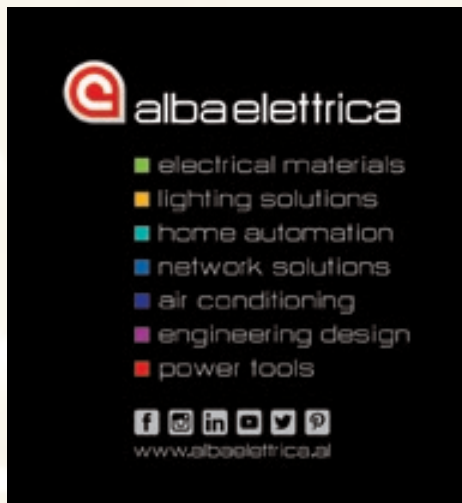 albaelettrica
electrical materials
lighting solutions
home automation
network solutions
air conditioning
engineering design
power tools
www.albaelettrica.al